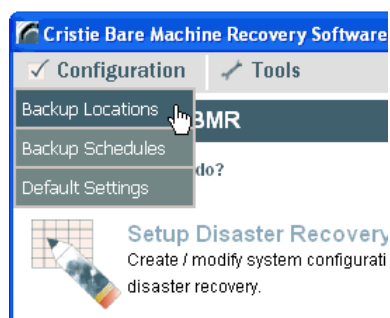 Cristie Bare Machine Recovery Software
Configuration Tools
Backup Locations
BMR
Backup Schedules
do?
Default Settings
Setup Disaster Recovery
Create / modify system configurati
disaster recovery.